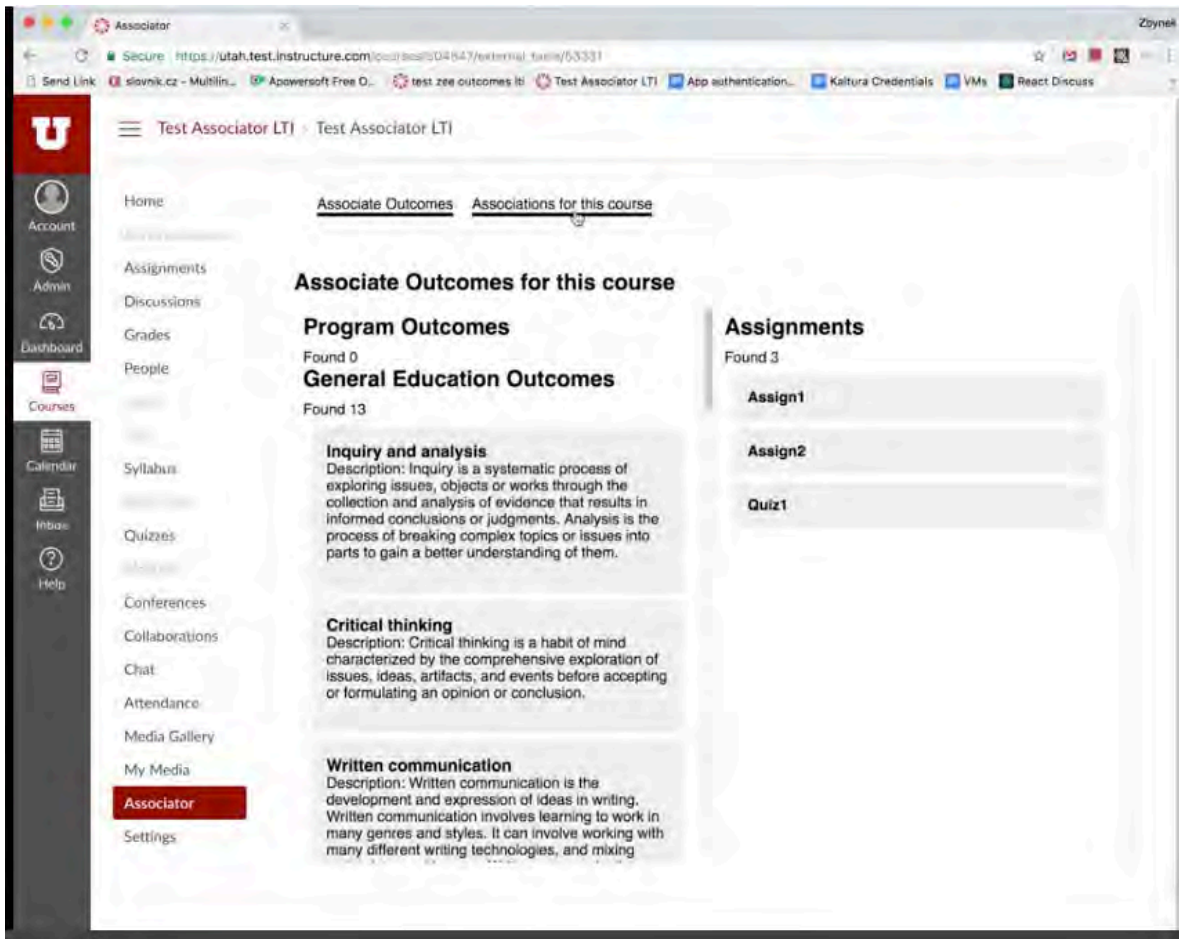 Associator
Zbynek
Secure https://utah.test.instructure.com
Send Link slovnik.cz - Multilin... Apowersoft Free O... test zee outcomes lti Test Associator LTI App authentication... Kaltura Credentials VMs React Discuss
U
Test Associator LTI › Test Associator LTI
Account
Admin
Dashboard
Courses
Calendar
Inbox
Help
Home
Assignments
Discussions
Grades
People
Syllabus
Quizzes
Conferences
Collaborations
Chat
Attendance
Media Gallery
My Media
Associator
Settings
Associate Outcomes Associations for this course
Associate Outcomes for this course
Program Outcomes
Found 0
General Education Outcomes
Found 13
Inquiry and analysis
Description: Inquiry is a systematic process of
exploring issues, objects or works through the
collection and analysis of evidence that results in
informed conclusions or judgments. Analysis is the
process of breaking complex topics or issues into
parts to gain a better understanding of them.
Critical thinking
Description: Critical thinking is a habit of mind
characterized by the comprehensive exploration of
issues, ideas, artifacts, and events before accepting
or formulating an opinion or conclusion.
Written communication
Description: Written communication is the
development and expression of ideas in writing.
Written communication involves learning to work in
many genres and styles. It can involve working with
many different writing technologies, and mixing
Assignments
Found 3
Assign1
Assign2
Quiz1